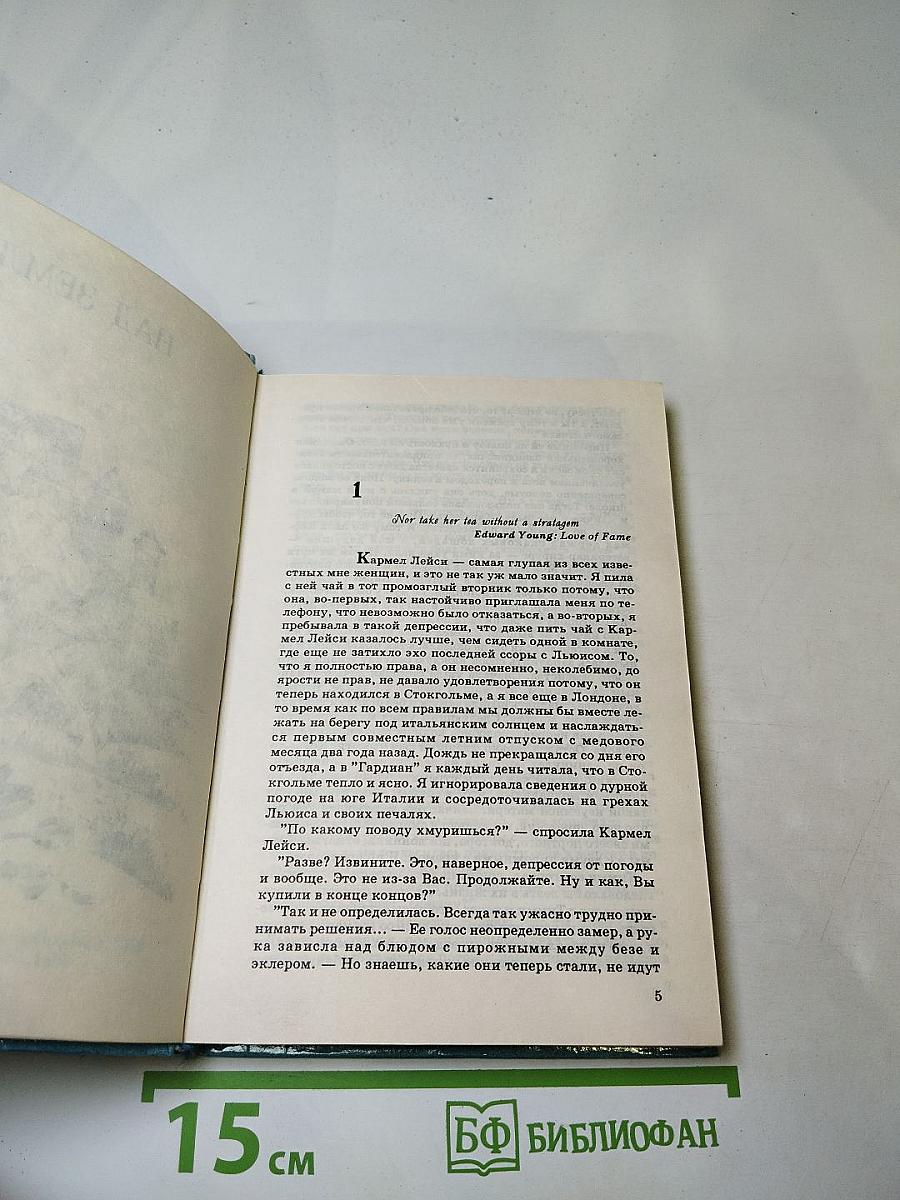 1
Nor take her tea without a stratagem
Edward Young: Love of Fame
Кармел Лейси — самая глупая из всех изве-
стных мне женщин, и это не так уж мало значит. Я пила
с ней чай в тот промозглый вторник только потому, что
она, во-первых, так настойчиво приглашала меня по те-
лефону, что невозможно было отказаться, а во-вторых, я
пребывала в такой депрессии, что даже пить чай с Кар-
мел Лейси казалось лучше, чем сидеть одной в комнате,
где еще не затихло эхо последней ссоры с Льюисом. То,
что я полностью права, а он несомненно, неколебимо, до
ярости не прав, не давало удовлетворения потому, что он
теперь находился в Стокгольме, а я все еще в Лондоне, в
то время как по всем правилам мы должны бы вместе ле-
жать на берегу под итальянским солнцем и наслаждать-
ся первым совместным летним отпуском с медового
месяца два года назад. Дождь не прекращался со дня его
отъезда, а в "Гардиан" я каждый день читала, что в Сто-
кгольме тепло и ясно. Я игнорировала сведения о дурной
погоде на юге Италии и сосредоточивалась на грехах
Льюиса и своих печалях.
"По какому поводу хмуришься?" — спросила Кармел
Лейси.
"Разве? Извините. Это, наверное, депрессия от погоды
и вообще. Это не из-за Вас. Продолжайте. Ну и как, Вы
купили в конце концов?"
"Так и не определилась. Всегда так ужасно трудно при-
нимать решения... — Ее голос неопределенно замер, а ру-
ка зависла над блюдом с пирожными между безе и
эклером. — Но знаешь, какие они теперь стали, не идут
5
15 см
БФ БИБЛИОФАН